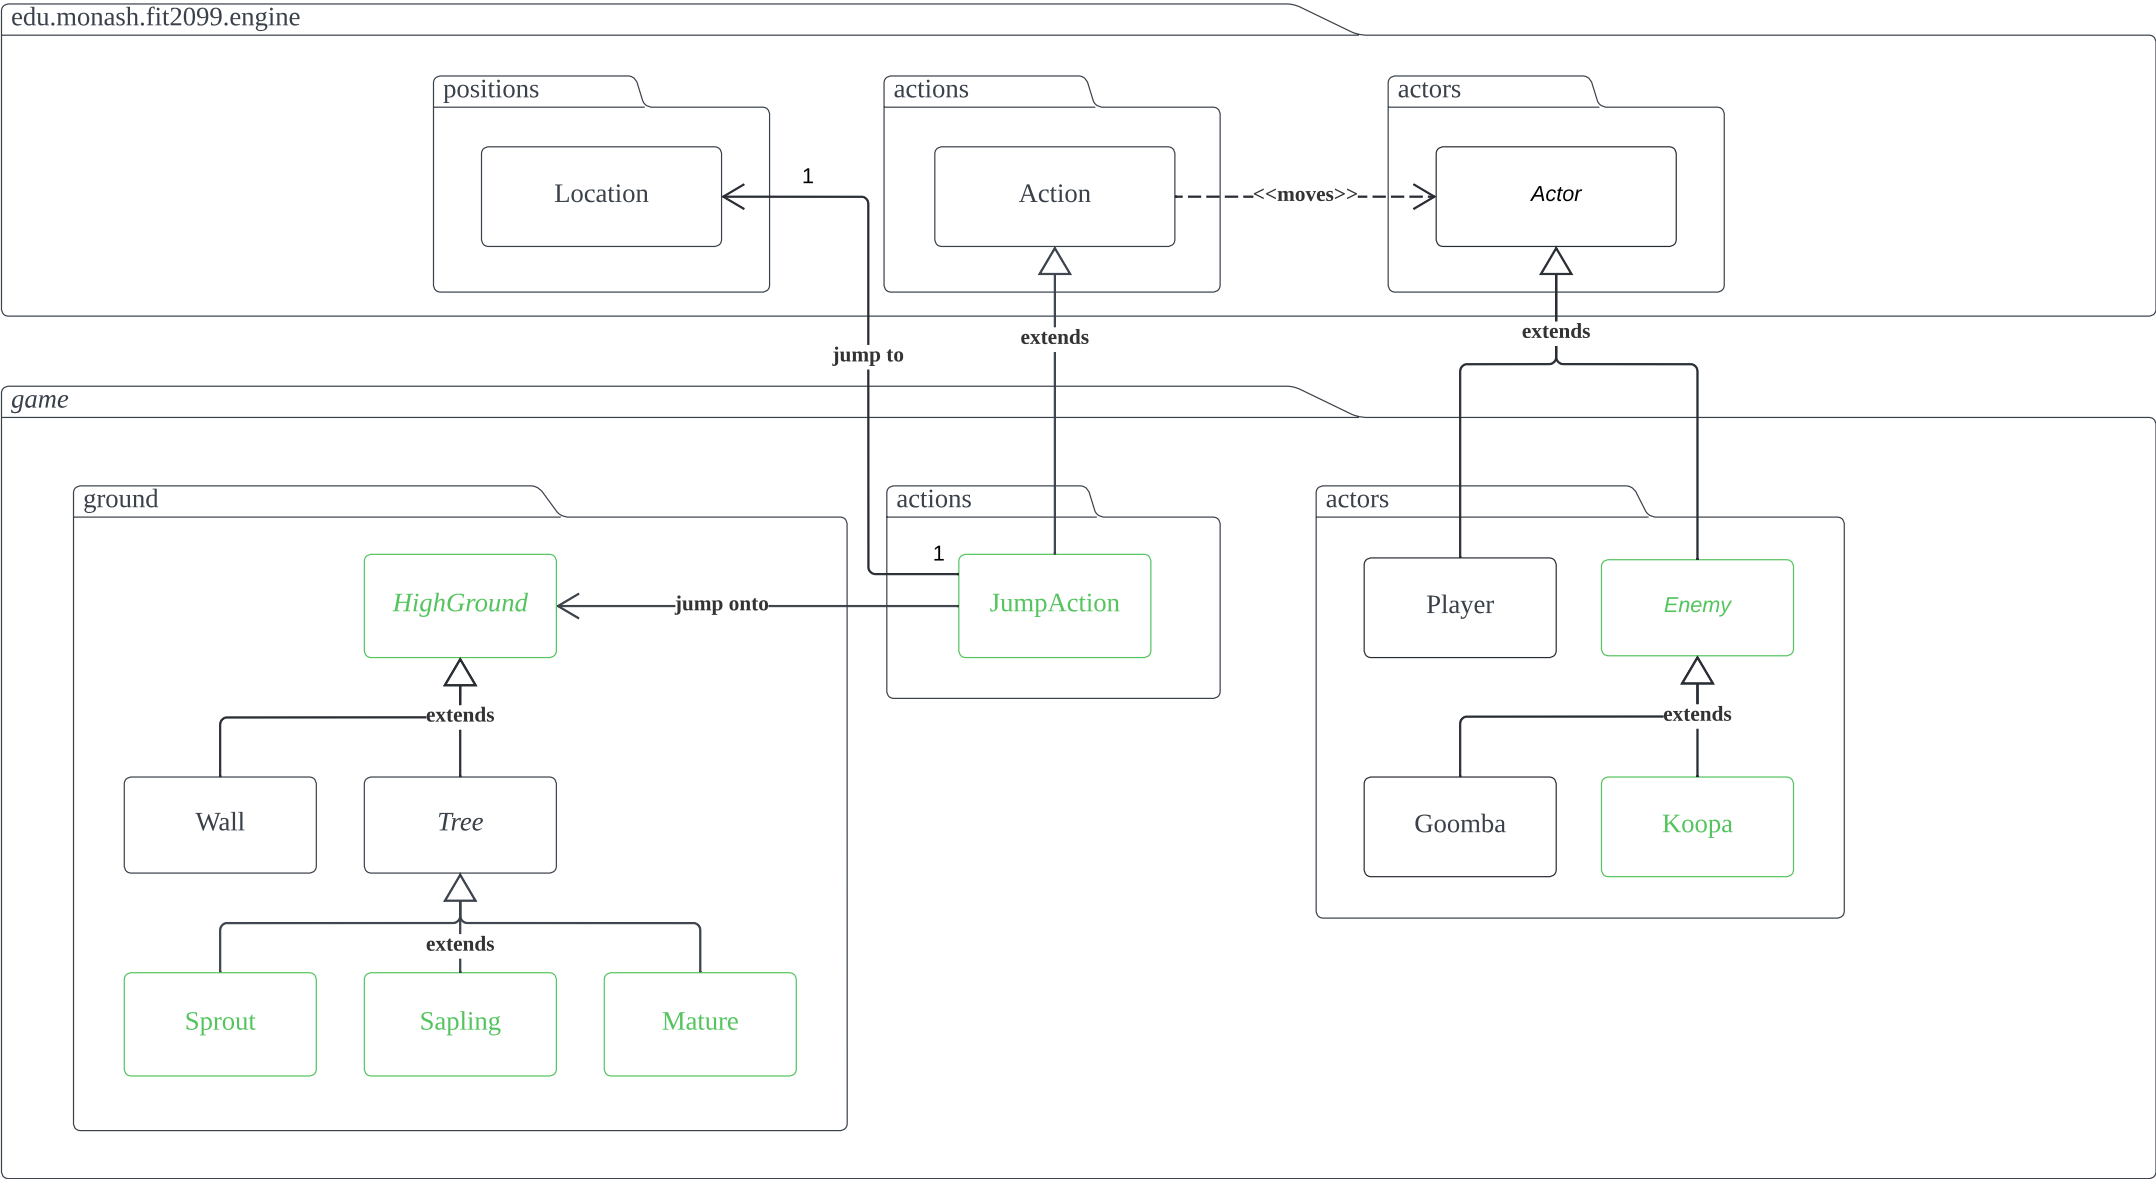 edu.monash.fit2099.engine
positions
actions
actors
Location
1
Action
<<moves>>
Actor
jump to
extends
extends
game
ground
actions
actors
HighGround
jump onto
1
JumpAction
Player
Enemy
extends
extends
Wall
Tree
Goomba
Koopa
extends
Sprout
Sapling
Mature